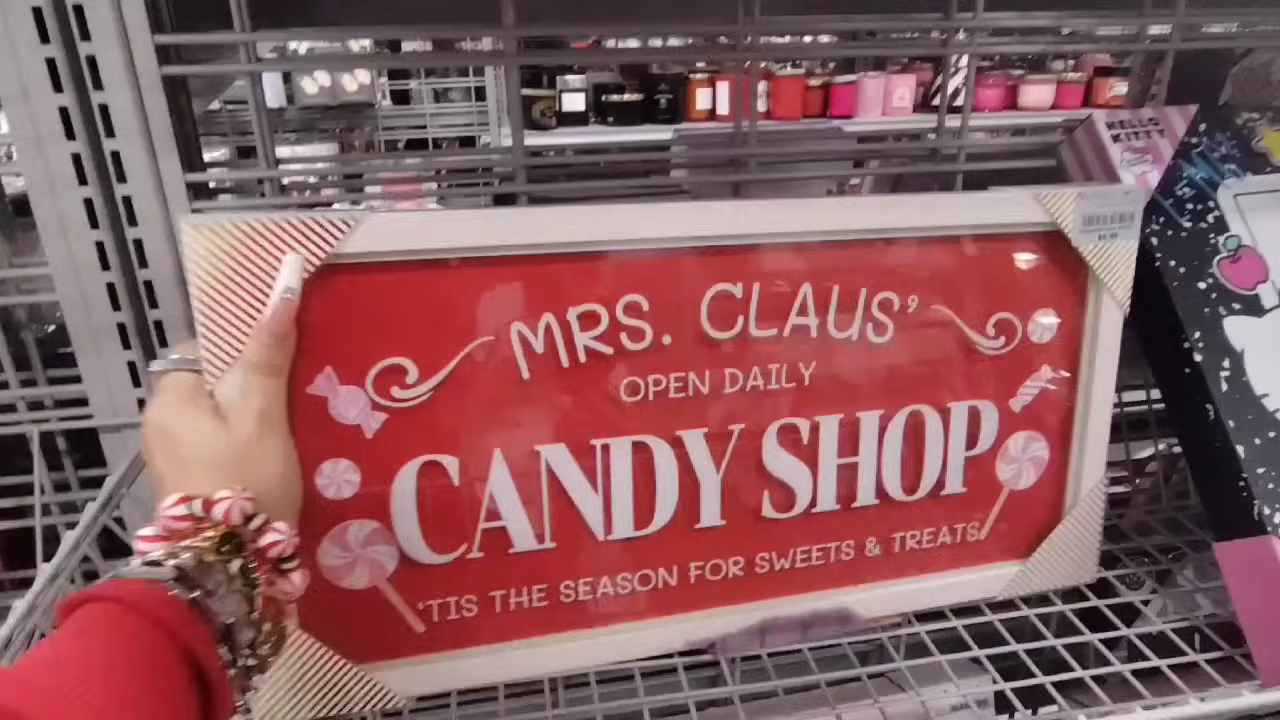 HELLO
KITTY
MRS. CLAUS'
OPEN DAILY
CANDY SHOP
'TIS THE SEASON FOR SWEETS & TREATS